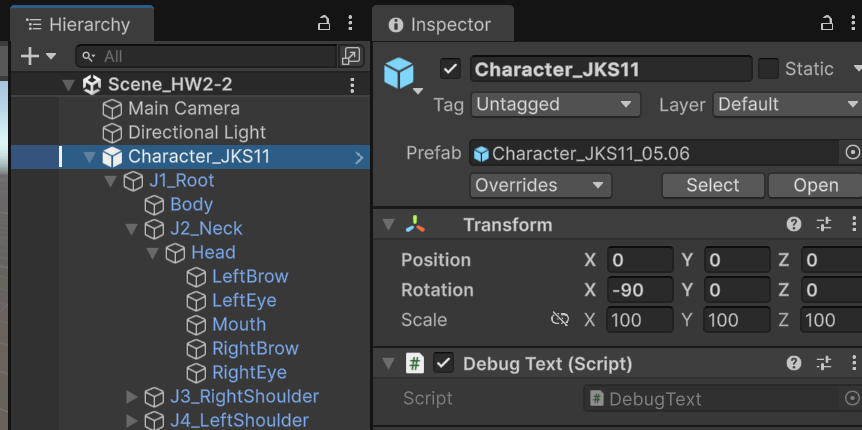 Hierarchy
All
Scene_HW2-2
Main Camera
Directional Light
Character_JKS11
J1_Root
Body
J2_Neck
Head
LeftBrow
LeftEye
Mouth
RightBrow
RightEye
J3_RightShoulder
J4_LeftShoulder
Inspector
Character_JKS11 Static
Tag Untagged Layer Default
Prefab Character_JKS11_05.06
Overrides Select Open
Transform
Position X 0 Y 0 Z 0
Rotation X -90 Y 0 Z 0
Scale X 100 Y 100 Z 100
# Debug Text (Script)
Script # DebugText